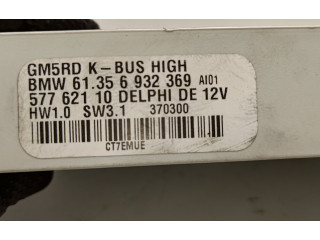 GM5RD K-BUS HIGH
BMW 61.35 6 932 369 AI01
577 621 10 DELPHI DE 12V
HW1.0 SW3.1 370300
CT7EMUE